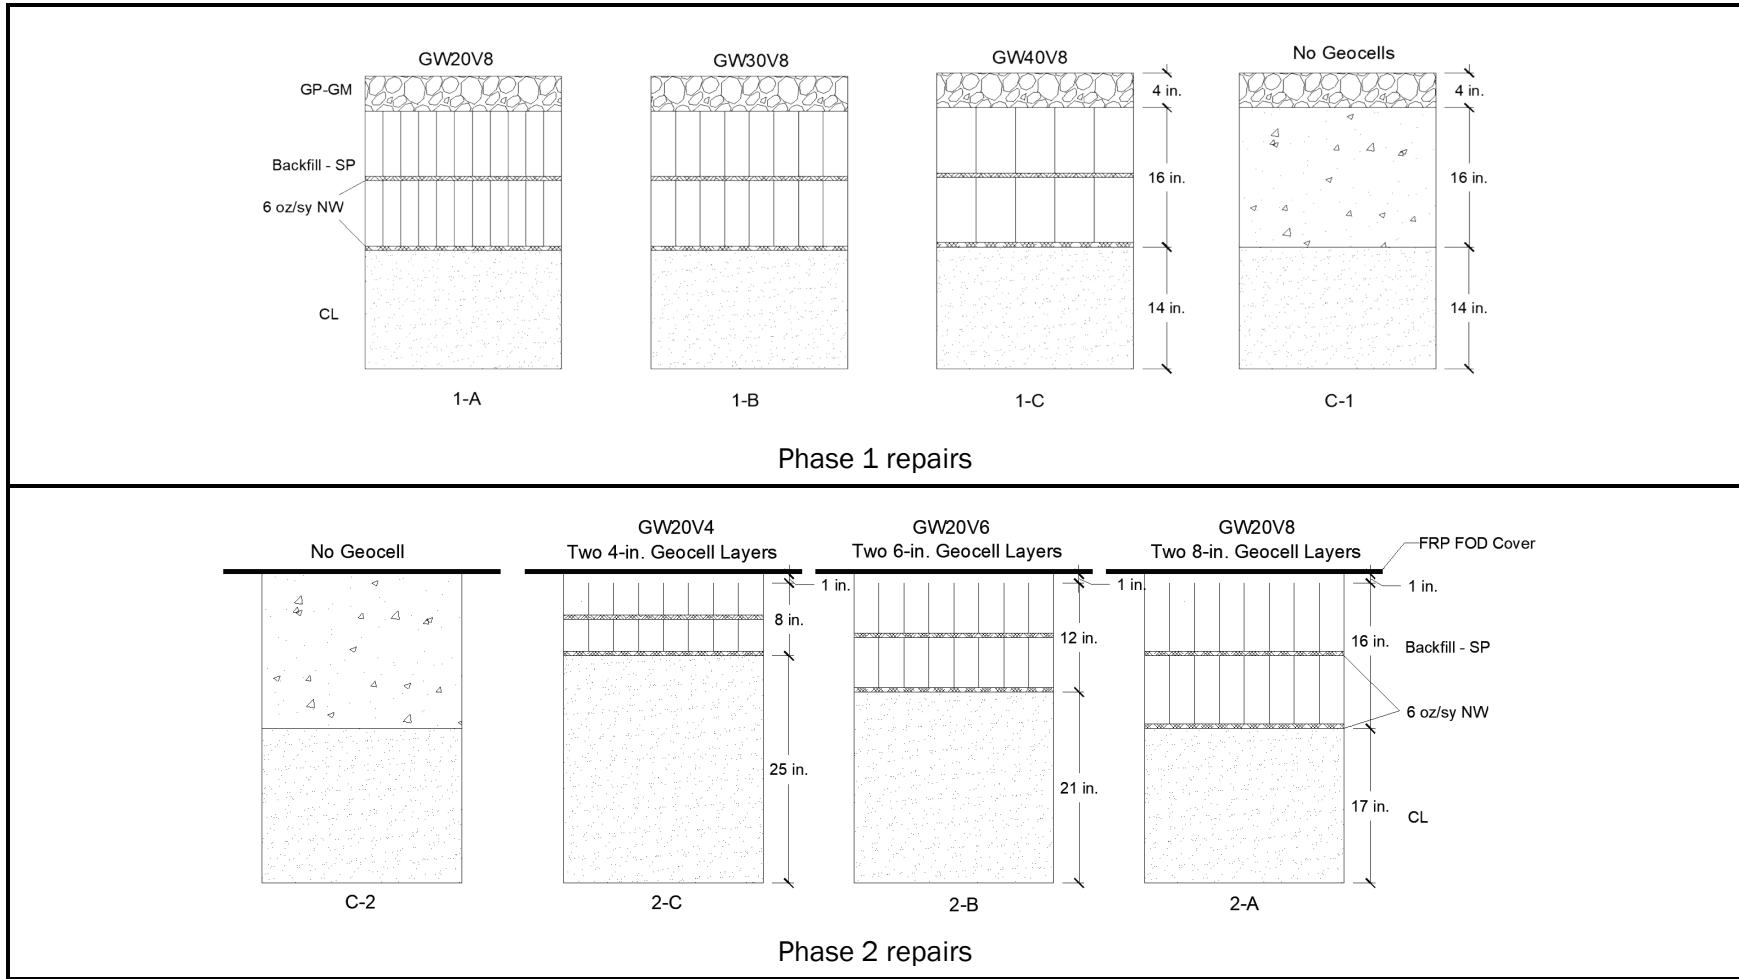 GW20V8
GW30V8
GW40V8
No Geocells
GP-GM
4 in.
4 in.
Backfill - SP
16 in.
16 in.
6 oz/sy NW
CL
14 in.
14 in.
1-A
1-B
1-C
C-1
Phase 1 repairs
No Geocell
GW20V4
Two 4-in. Geocell Layers
GW20V6
Two 6-in. Geocell Layers
GW20V8
Two 8-in. Geocell Layers
FRP FOD Cover
1 in.
1 in.
1 in.
8 in.
12 in.
16 in.
Backfill - SP
6 oz/sy NW
25 in.
21 in.
17 in.
CL
C-2
2-C
2-B
2-A
Phase 2 repairs